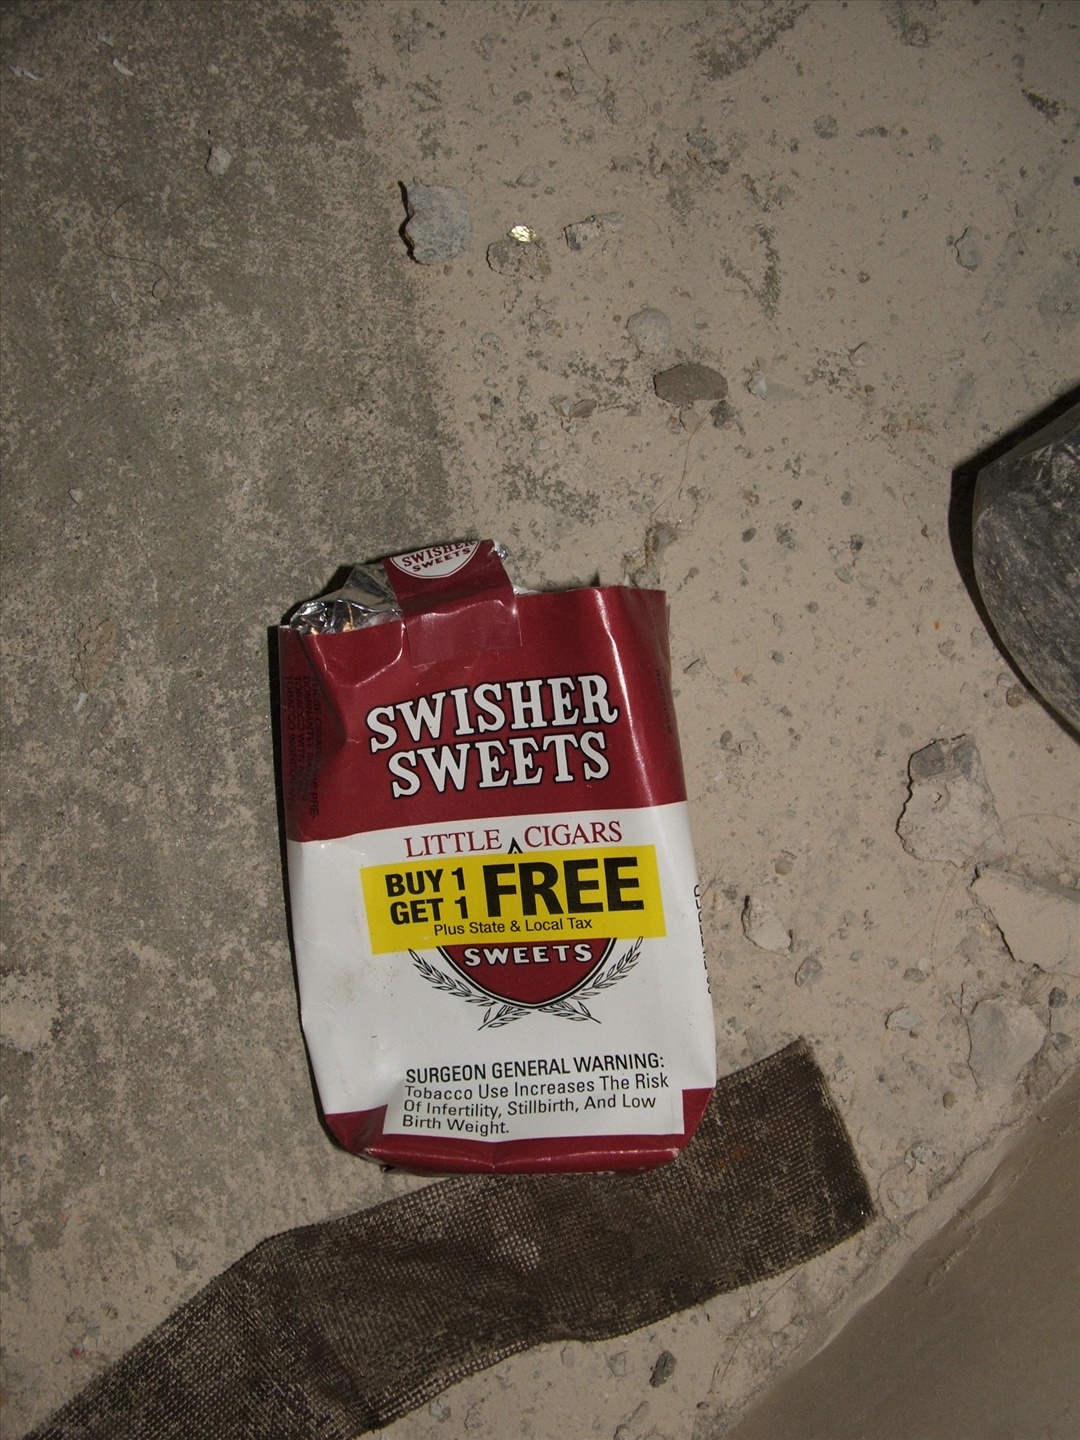 SWISHER
SWEETS
SWISHER
SWEETS
LITTLE CIGARS
BUY 1
GET 1
FREE
Plus State & Local Tax
SWEETS
SURGEON GENERAL WARNING:
Tobacco Use Increases The Risk
Of Infertility, Stillbirth, And Low
Birth Weight.